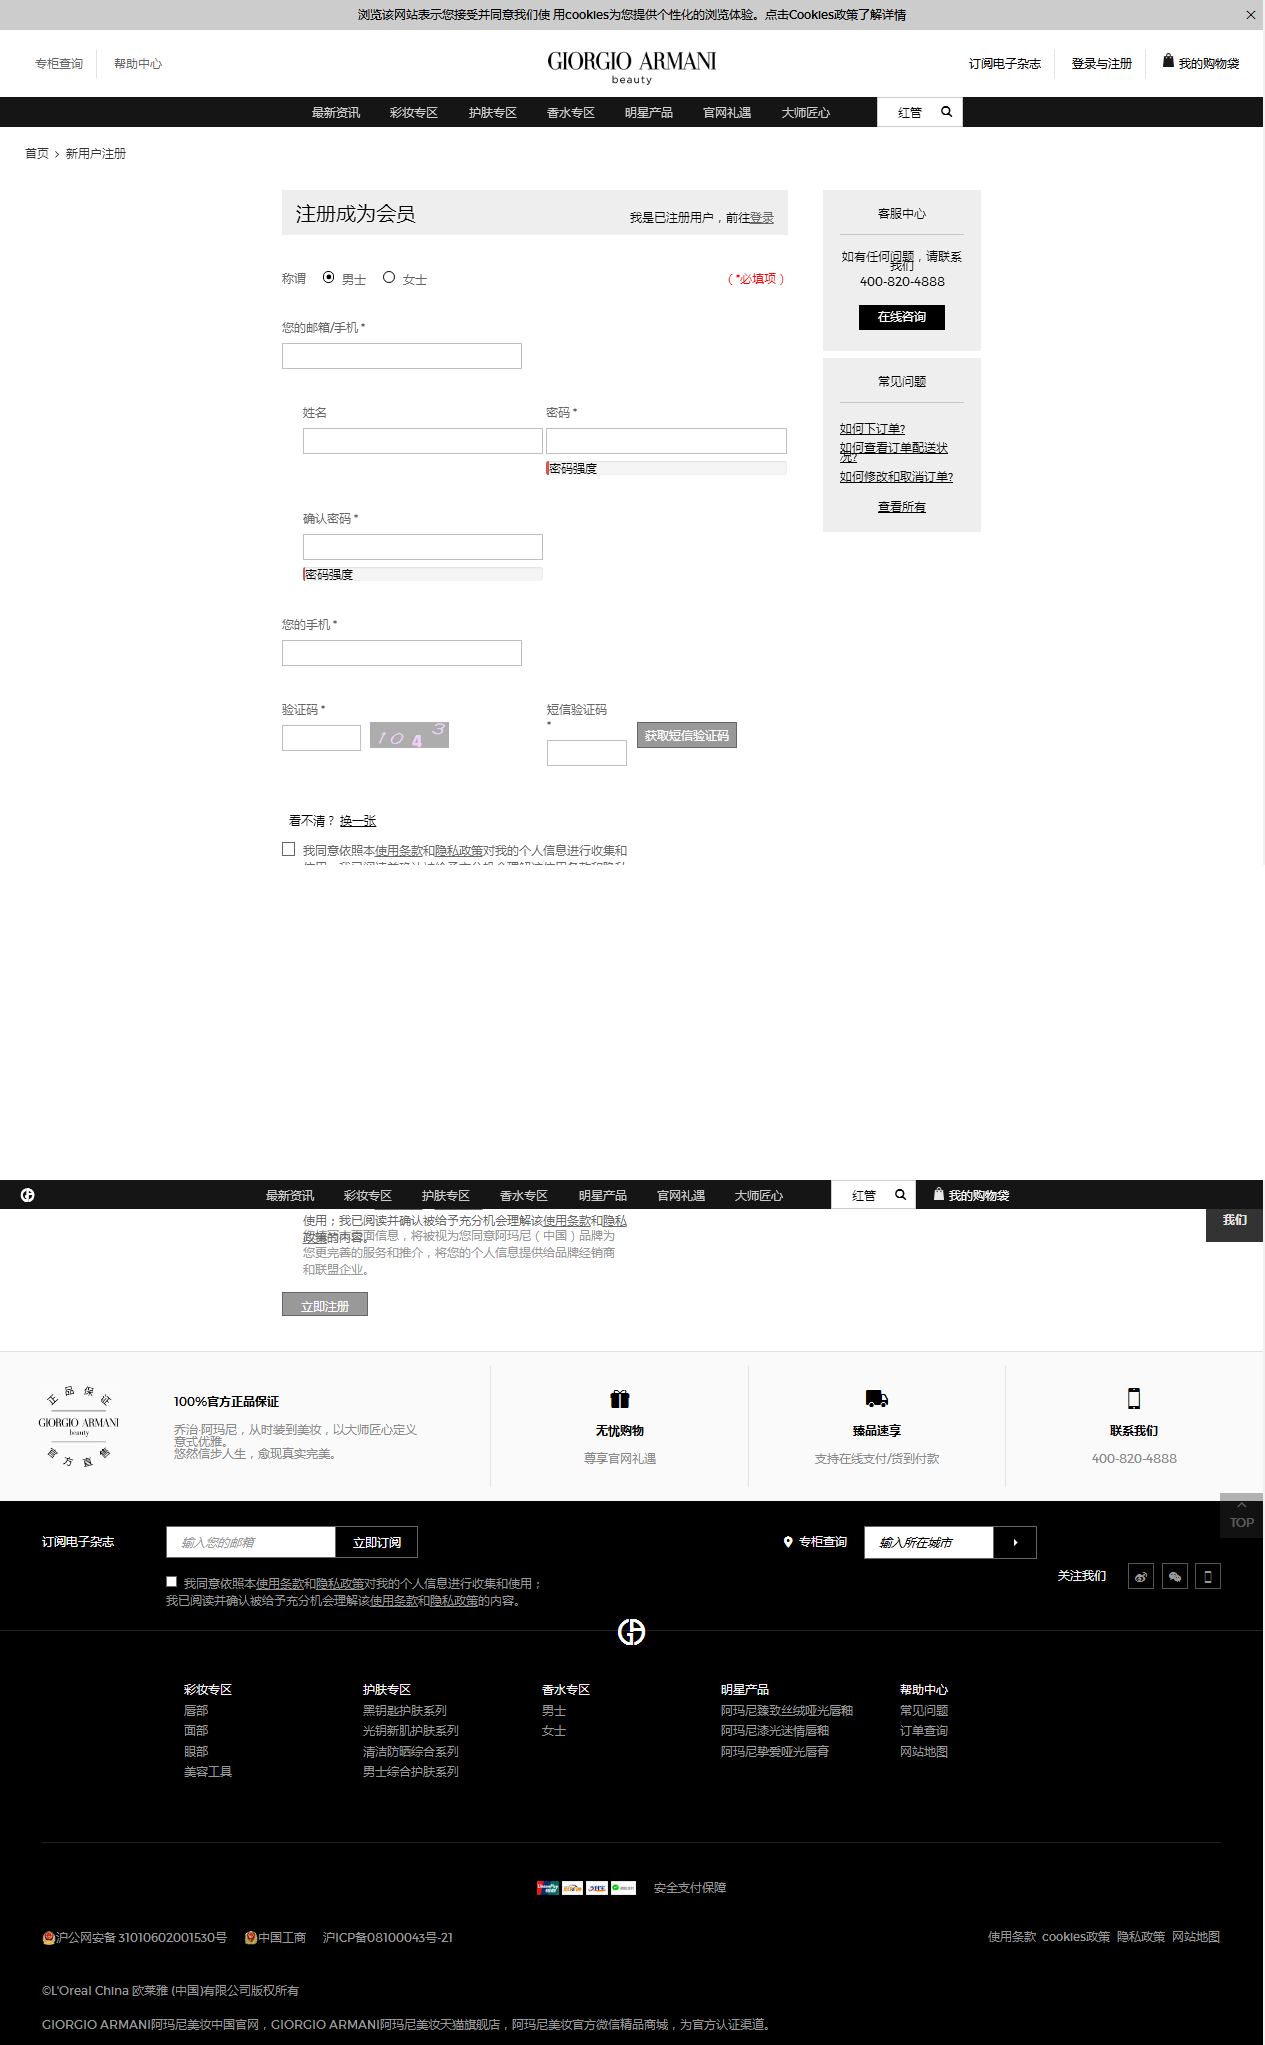 浏览该网站表示您接受并同意我们使 用cookies为您提供个性化的浏览体验。点击Cookies政策了解详情
专柜查询
帮助中心
GIORGIO ARMANI
beauty
订阅电子杂志
登录与注册
我的购物袋
最新资讯 彩妆专区 护肤专区 香水专区 明星产品 官网礼遇 大师匠心 红管
首页 > 新用户注册
注册成为会员
我是已注册用户，前往登录
称谓 男士 女士
（ *必填项 ）
您的邮箱/手机 *
姓名
密码 *
密码强度
确认密码 *
密码强度
您的手机 *
验证码 *
1 0 4 3
短信验证码
*
获取短信验证码
看不清？ 换一张
我同意依照本使用条款和隐私政策对我的个人信息进行收集和
客服中心
如有任何问题，请联系
我们
400-820-4888
在线咨询
常见问题
如何下订单?
如何查看订单配送状
况?
如何修改和取消订单?
查看所有
最新资讯 彩妆专区 护肤专区 香水专区 明星产品 官网礼遇 大师匠心 红管 我的购物袋
我们
使用；我已阅读并确认被给予充分机会理解该使用条款和隐私
政策的内容。
您填写本页面信息，将被视为您同意阿玛尼（中国）品牌为
您更完善的服务和推介，将您的个人信息提供给品牌经销商
和联盟企业。
立即注册
正 品 保 证
GIORGIO ARMANI
beauty
官 方 直 营
100%官方正品保证
乔治·阿玛尼，从时装到美妆，以大师匠心定义
意式优雅。
悠然信步人生，愈现真实完美。
无忧购物
尊享官网礼遇
臻品速享
支持在线支付/货到付款
联系我们
400-820-4888
TOP
订阅电子杂志
输入您的邮箱
立即订阅
我同意依照本使用条款和隐私政策对我的个人信息进行收集和使用；
我已阅读并确认被给予充分机会理解该使用条款和隐私政策的内容。
专柜查询
输入所在城市
关注我们
彩妆专区
唇部
面部
眼部
美容工具
护肤专区
黑钥匙护肤系列
光钥新肌护肤系列
清洁防晒综合系列
男士综合护肤系列
香水专区
男士
女士
明星产品
阿玛尼臻致丝绒哑光唇釉
阿玛尼漆光迷情唇釉
阿玛尼挚爱哑光唇膏
帮助中心
常见问题
订单查询
网站地图
安全支付保障
沪公网安备 31010602001530号 中国工商 沪ICP备08100043号-21
使用条款 cookies政策 隐私政策 网站地图
©L'Oreal China 欧莱雅 (中国)有限公司版权所有
GIORGIO ARMANI阿玛尼美妆中国官网，GIORGIO ARMANI阿玛尼美妆天猫旗舰店，阿玛尼美妆官方微信精品商城，为官方认证渠道。